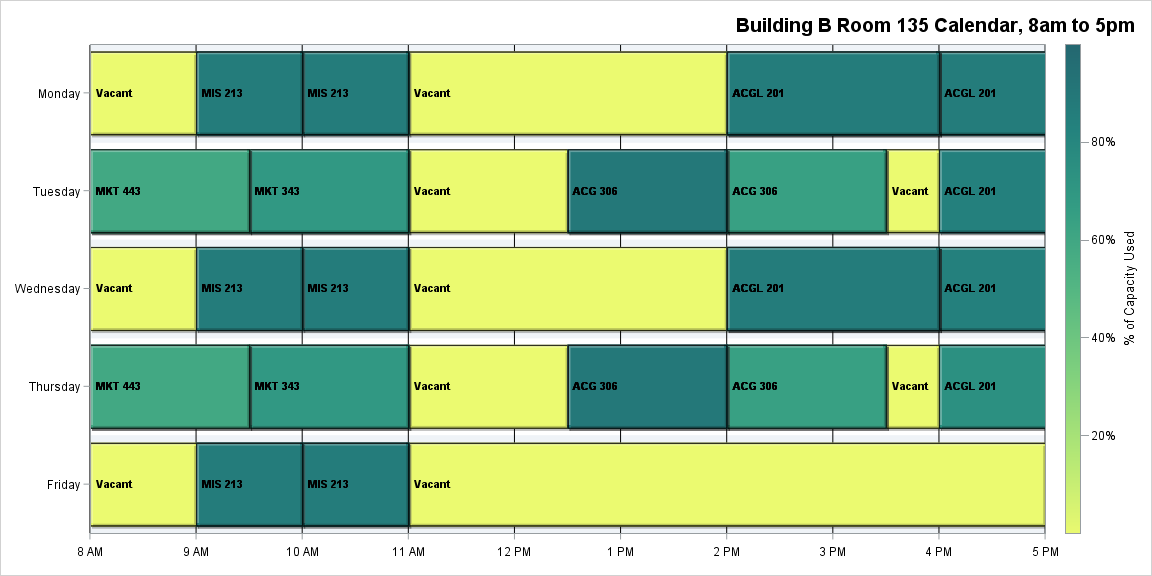 Building B Room 135 Calendar, 8am to 5pm
Monday
Vacant
MIS 213
MIS 213
Vacant
ACGL 201
ACGL 201
Tuesday
MKT 443
MKT 343
Vacant
ACG 306
ACG 306
Vacant
ACGL 201
Wednesday
Vacant
MIS 213
MIS 213
Vacant
ACGL 201
ACGL 201
Thursday
MKT 443
MKT 343
Vacant
ACG 306
ACG 306
Vacant
ACGL 201
Friday
Vacant
MIS 213
MIS 213
Vacant
8 AM
9 AM
10 AM
11 AM
12 PM
1 PM
2 PM
3 PM
4 PM
5 PM
80%
60%
40%
20%
% of Capacity Used